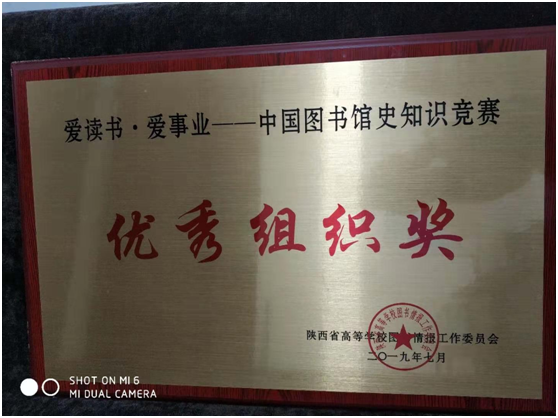 爱读书·爱事业——中国图书馆史知识竞赛
优秀组织奖
陕西省高等学校图书情报工作委员会
二〇一九年七月
SHOT ON MI 6
MI DUAL CAMERA